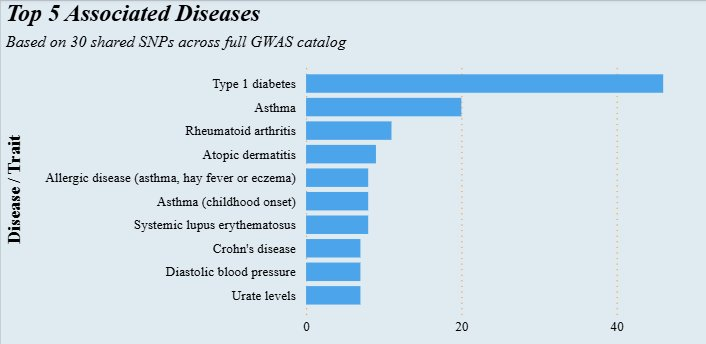 Top 5 Associated Diseases
Based on 30 shared SNPs across full GWAS catalog
Disease / Trait
Type 1 diabetes
Asthma
Rheumatoid arthritis
Atopic dermatitis
Allergic disease (asthma, hay fever or eczema)
Asthma (childhood onset)
Systemic lupus erythematosus
Crohn's disease
Diastolic blood pressure
Urate levels
0 20 40